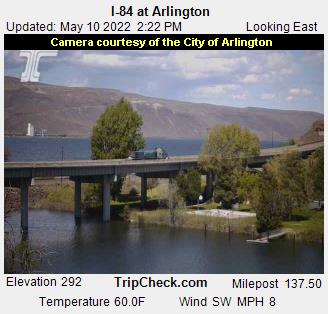 I-84 at Arlington
Updated: May 10 2022 2:22 PM Looking East
Camera courtesy of the City of Arlington
Elevation 292 TripCheck.com Milepost 137.50
Temperature 60.0F Wind SW MPH 8